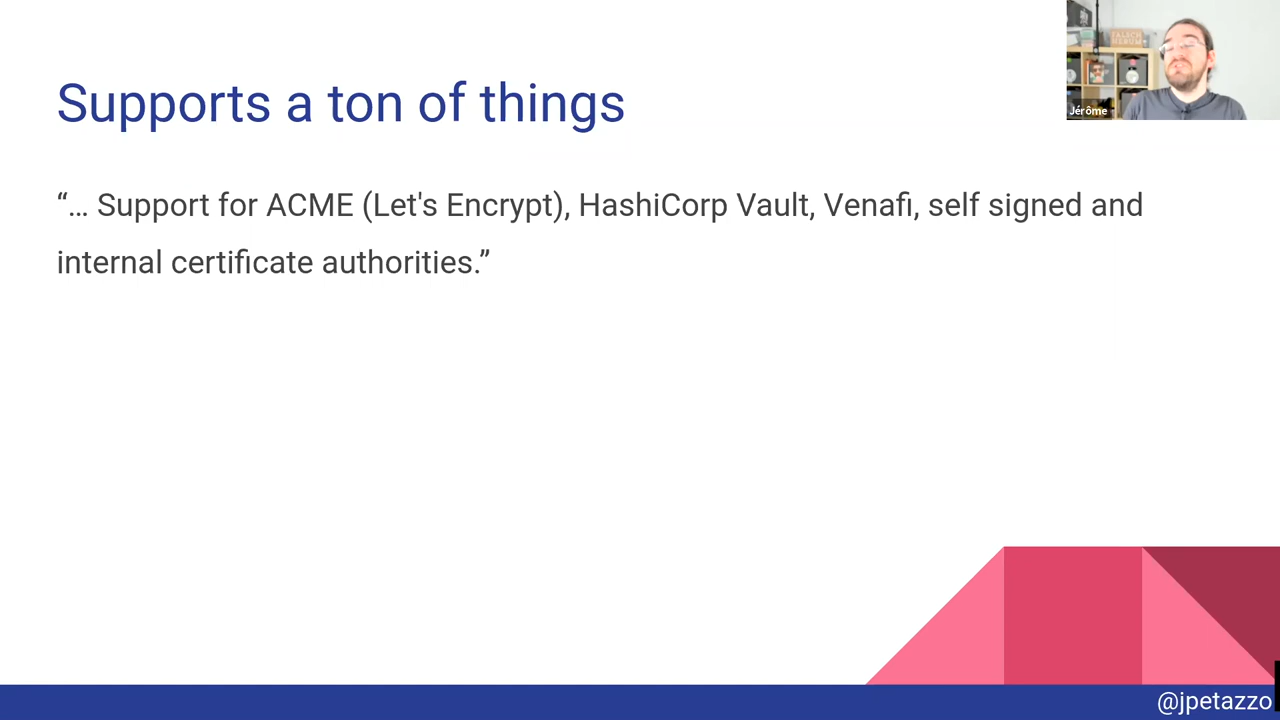 Supports a ton of things
“… Support for ACME (Let's Encrypt), HashiCorp Vault, Venafi, self signed and
internal certificate authorities.”
Jérôme
@jpetazzo